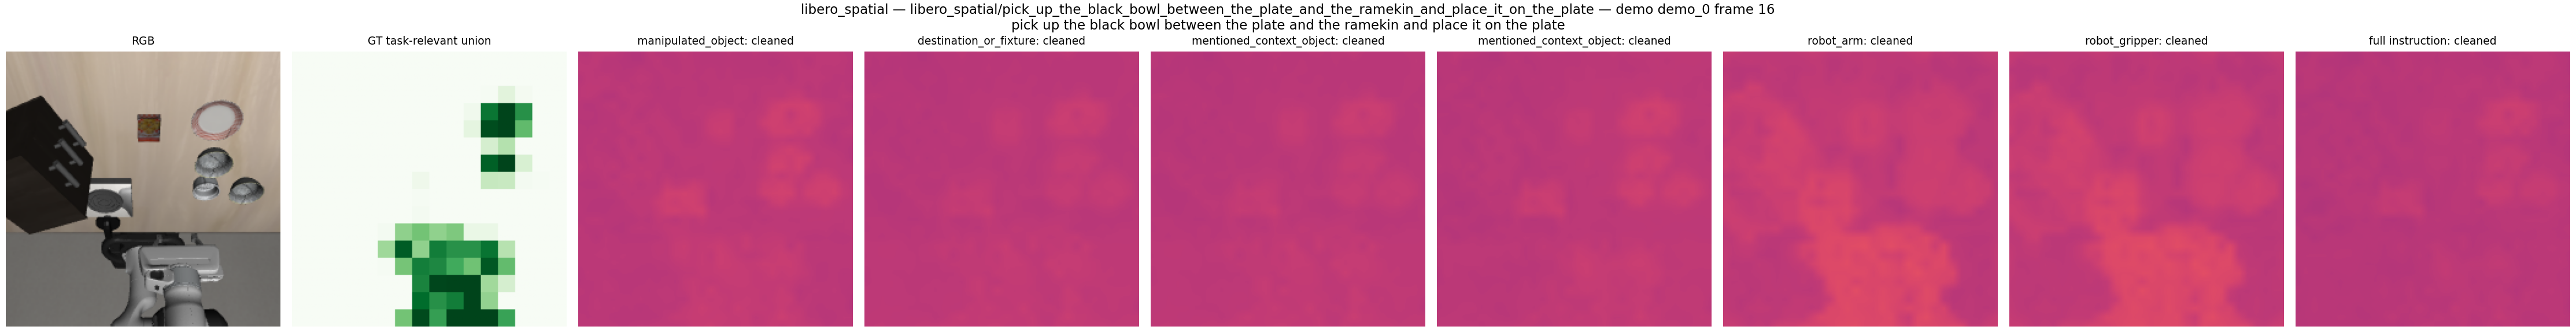 libero_spatial — libero_spatial/pick_up_the_black_bowl_between_the_plate_and_the_ramekin_and_place_it_on_the_plate — demo demo_0 frame 16
pick up the black bowl between the plate and the ramekin and place it on the plate
RGB
GT task-relevant union
manipulated_object: cleaned
destination_or_fixture: cleaned
mentioned_context_object: cleaned
mentioned_context_object: cleaned
robot_arm: cleaned
robot_gripper: cleaned
full instruction: cleaned